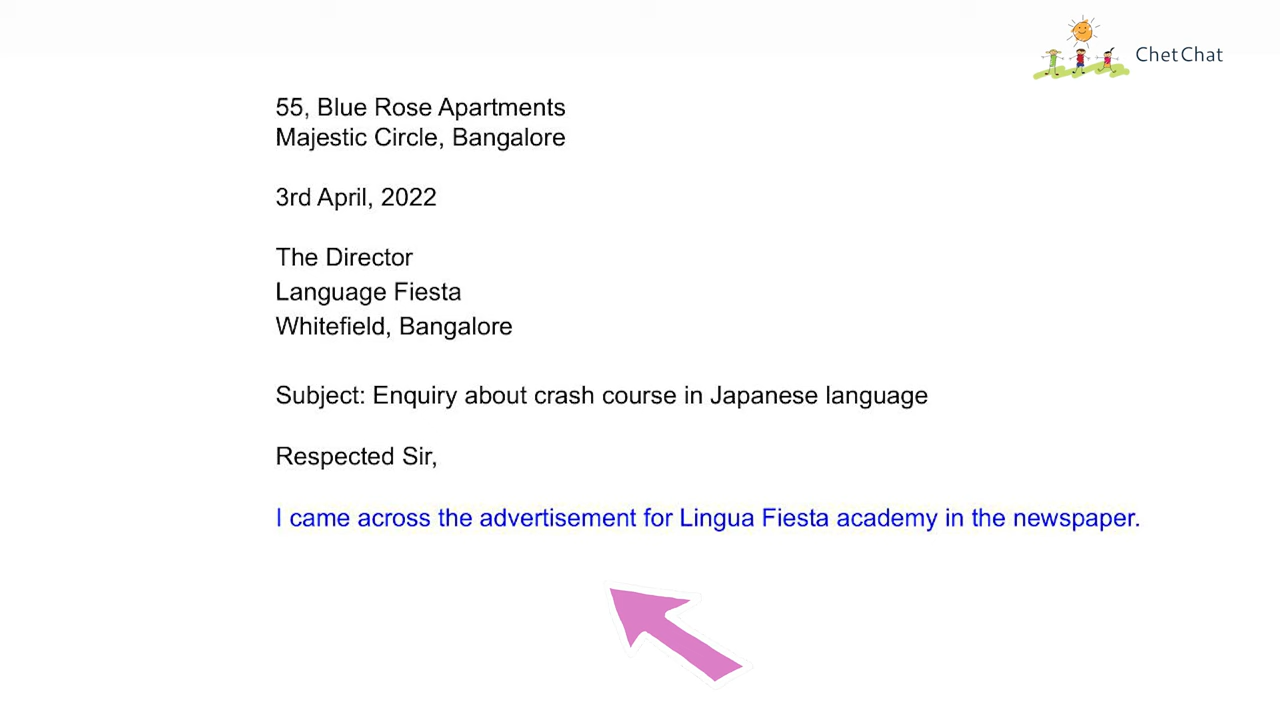 ChetChat
55, Blue Rose Apartments
Majestic Circle, Bangalore
3rd April, 2022
The Director
Language Fiesta
Whitefield, Bangalore
Subject: Enquiry about crash course in Japanese language
Respected Sir,
I came across the advertisement for Lingua Fiesta academy in the newspaper.